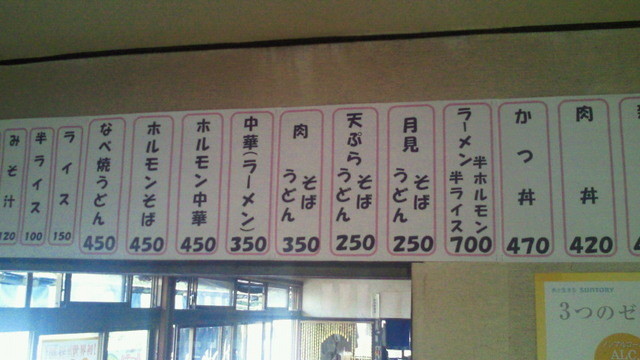 肉丼 420
かつ丼 470
ラーメン 半ホルモン 半ライス 700
月見 そば うどん 250
天ぷら そば うどん 250
肉 そば うどん 350
中華(ラーメン) 350
ホルモン中華 450
ホルモンそば 450
なべ焼うどん 450
ライス 150
半ライス 100
みそ汁 120
SUNTORY
3つのゼ